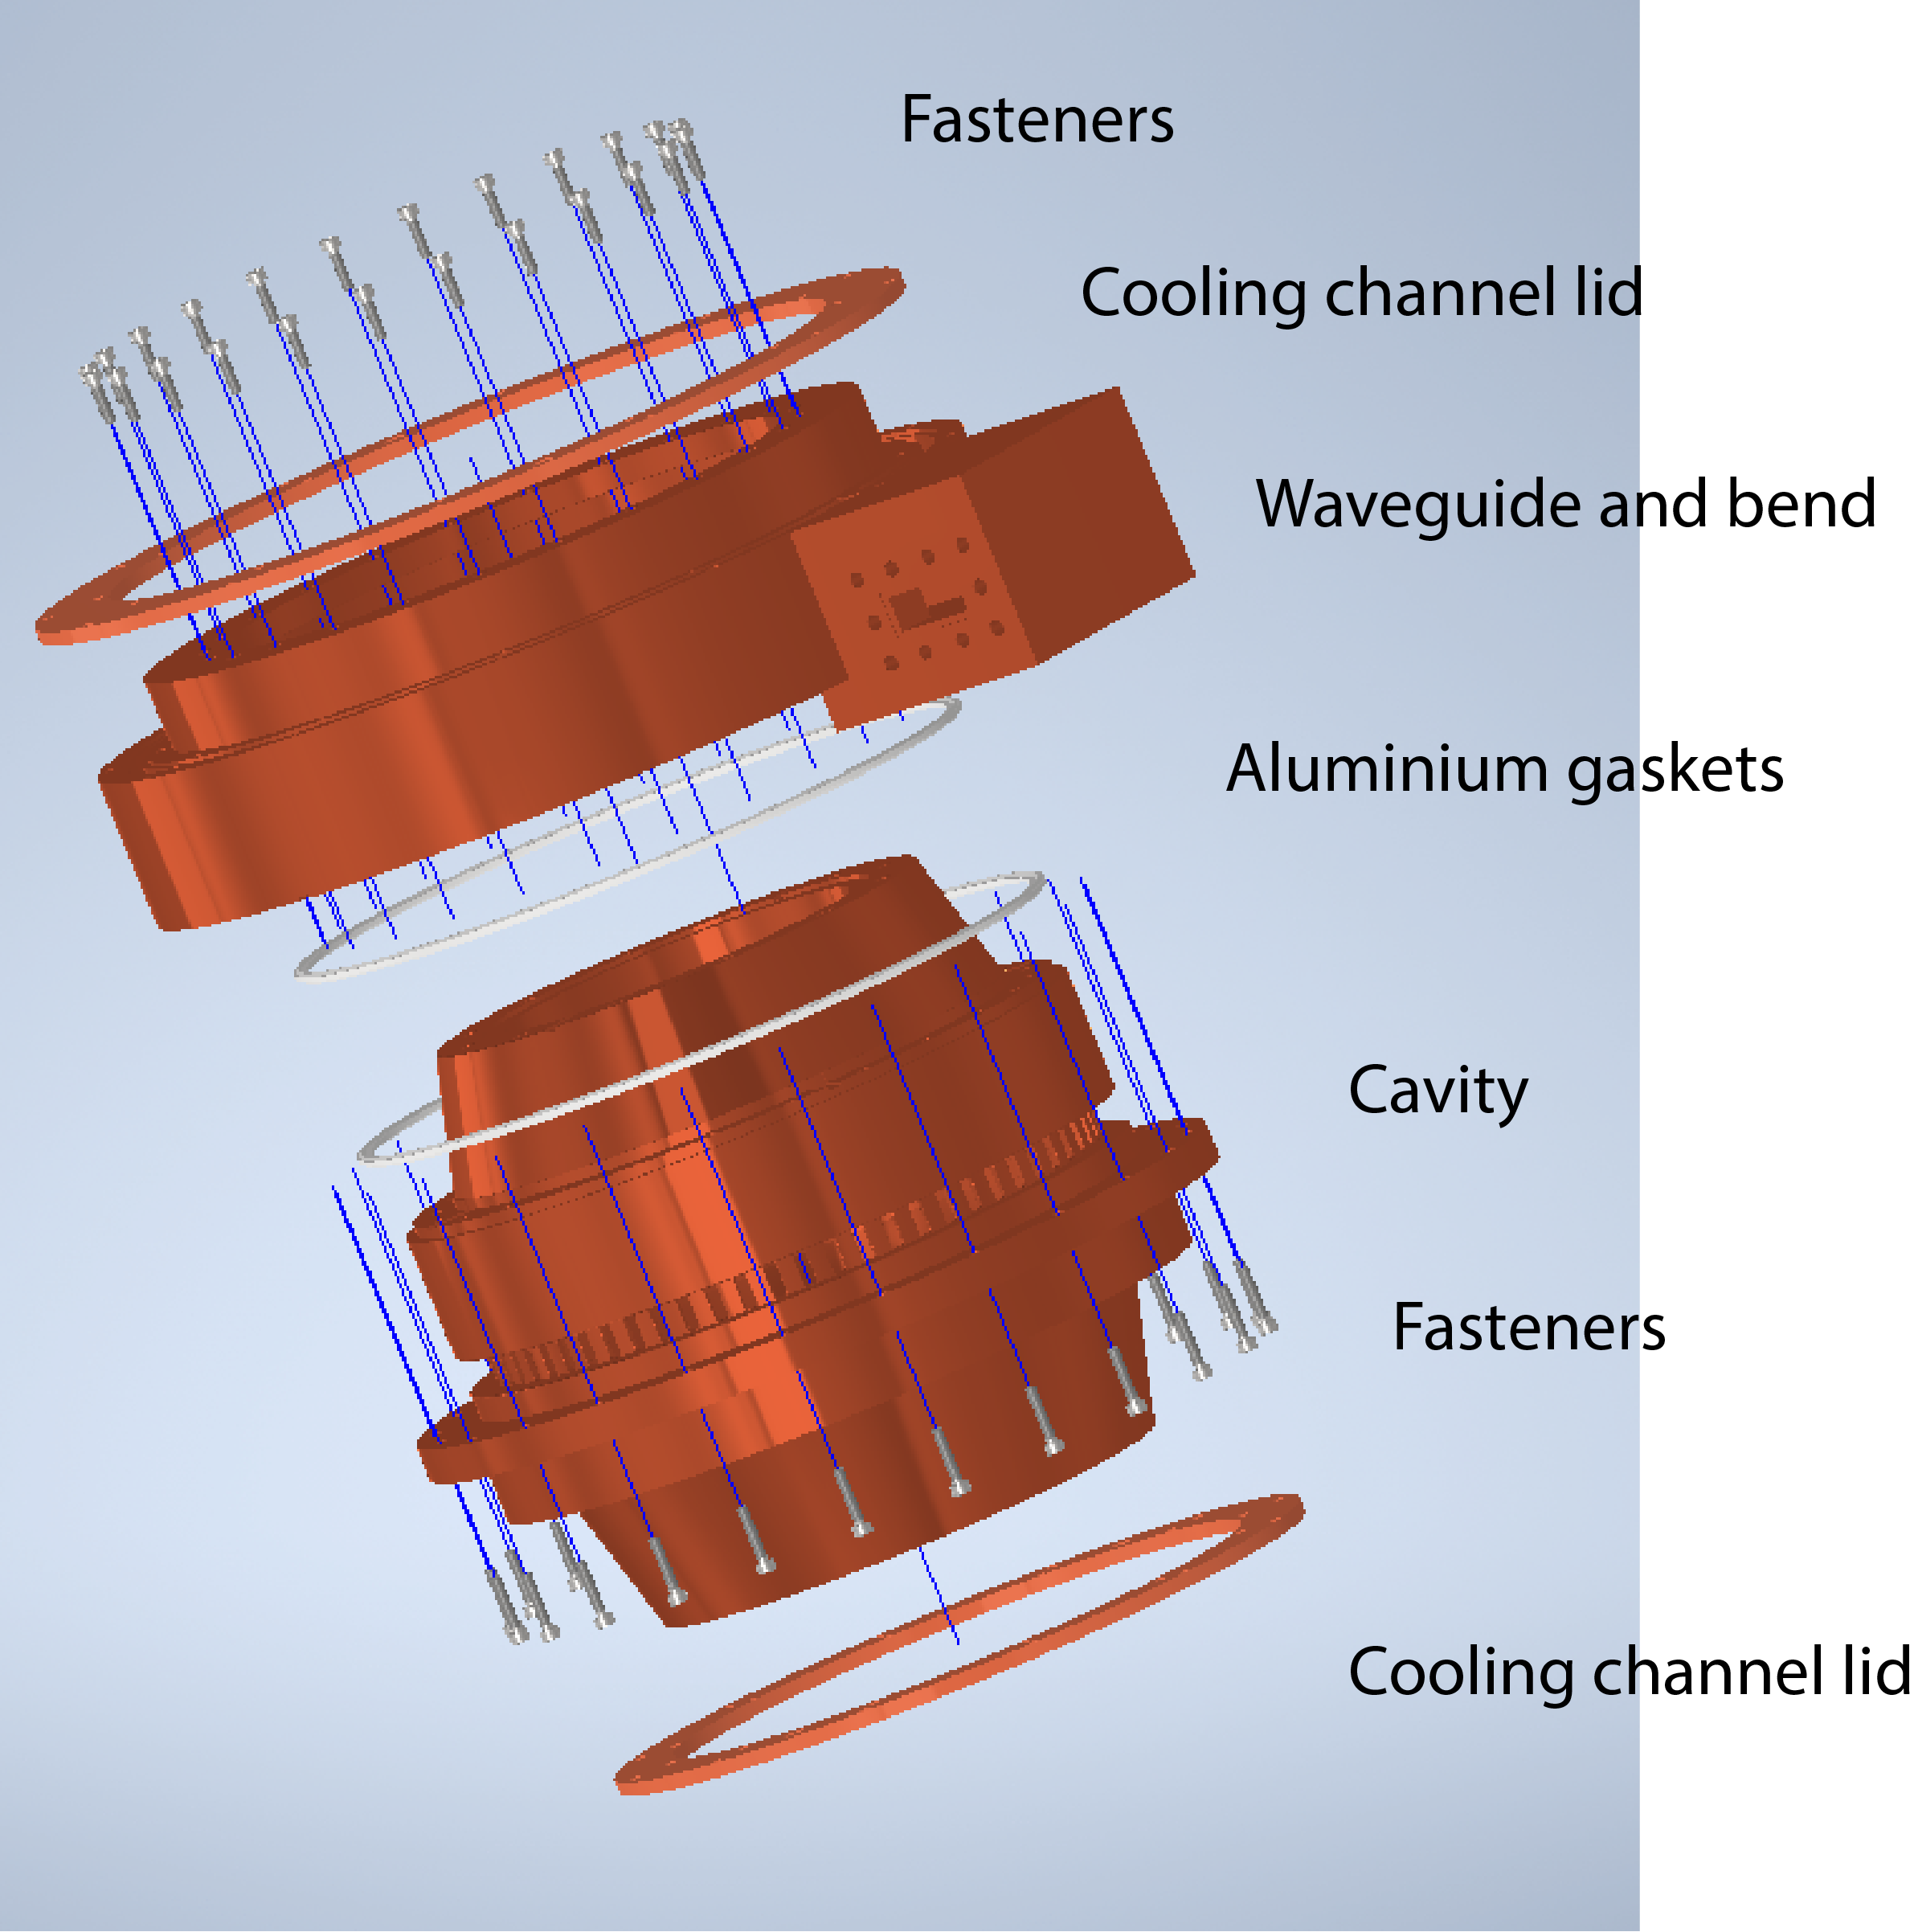 Fasteners
Cooling channel lid
Waveguide and bend
Aluminium gaskets
Cavity
Fasteners
Cooling channel lid